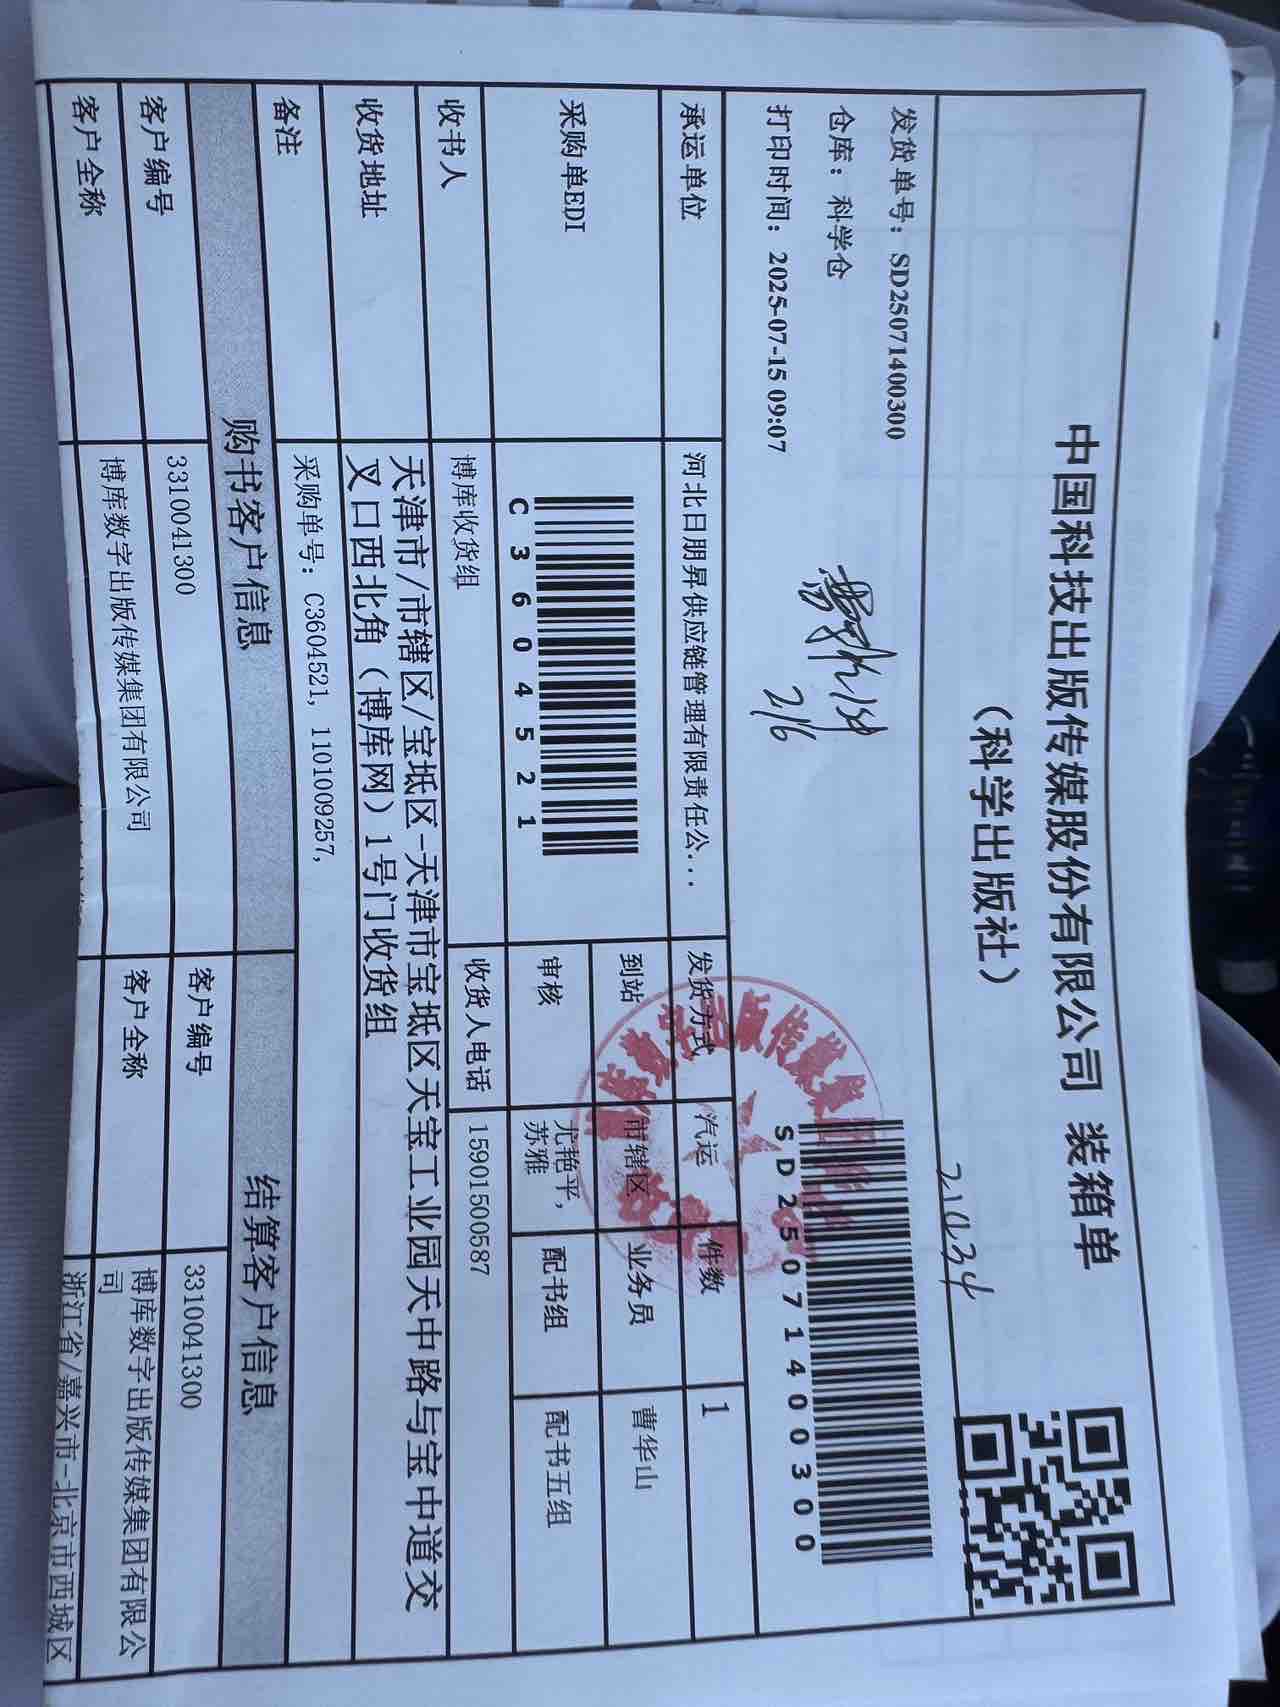 中国科技出版传媒股份有限公司 装箱单
（科学出版社）
21434
发货单号：SD25071400300
仓库：科学仓
打印时间：2025-07-15 09:07
2/6
SD25071400300
承运单位 河北日朋昇供应链管理有限责任公... 发货方式 汽运 件数 1
采购单EDI C3604521 到站 市辖区 业务员 曹华山
审核 尤艳平，苏雅 配书组 配书五组
收书人 博库收货组 收货人电话 15901500587
收货地址 天津市/市辖区/宝坻区-天津市宝坻区天宝工业园天中路与宝中道交
叉口西北角（博库网）1号门收货组
备注 采购单号：C3604521，1101009257，
购书客户信息 结算客户信息
客户编号 3310041300 客户编号 3310041300
客户全称 博库数字出版传媒集团有限公司 客户全称 博库数字出版传媒集团有限公
司
浙江省/嘉兴市-北京市西城区